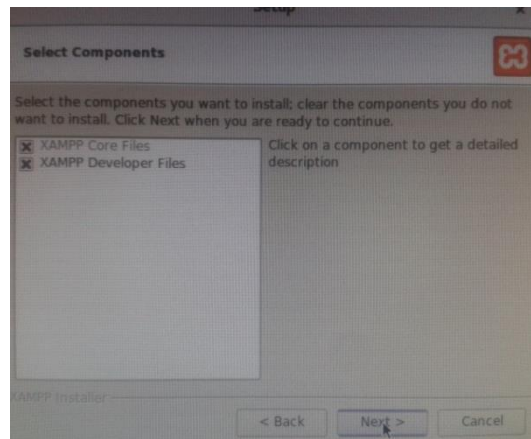 Setup
Select Components
Select the components you want to install; clear the components you do not
want to install. Click Next when you are ready to continue.
XAMPP Core Files
XAMPP Developer Files
Click on a component to get a detailed
description
XAMPP Installer
< Back
Next >
Cancel